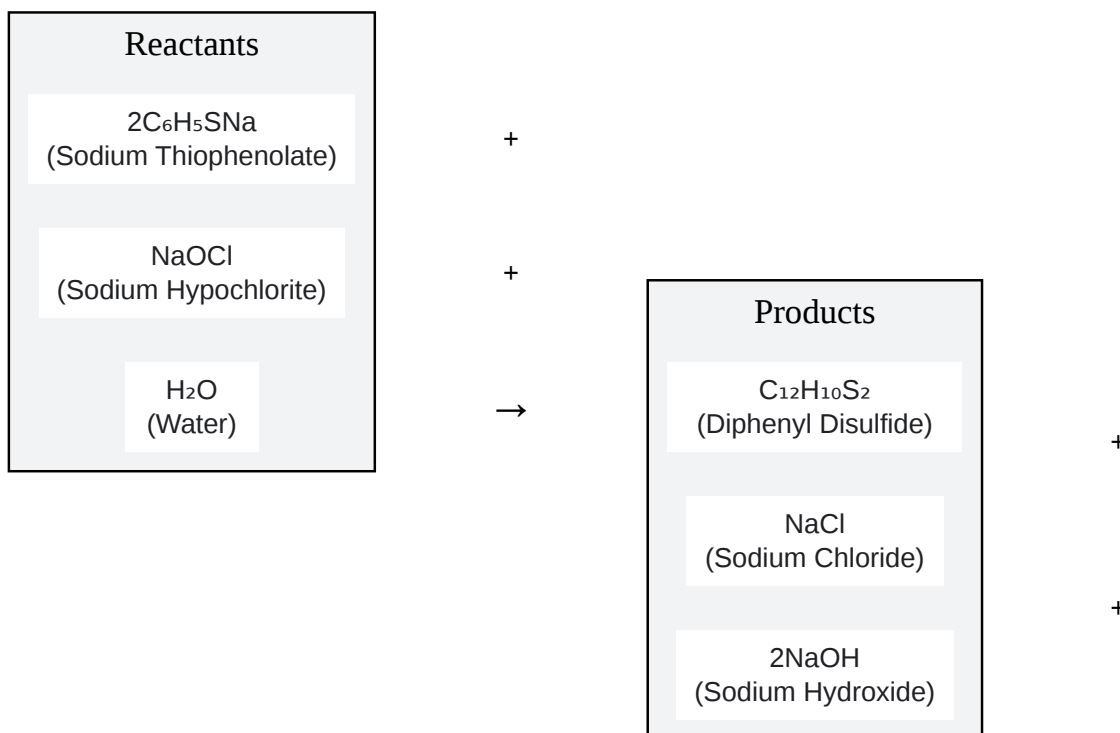 Reactants
2C₆H₅SNa
(Sodium Thiophenolate)
+
NaOCl
(Sodium Hypochlorite)
+
H₂O
(Water)
→
Products
C₁₂H₁₀S₂
(Diphenyl Disulfide)
+
NaCl
(Sodium Chloride)
+
2NaOH
(Sodium Hydroxide)